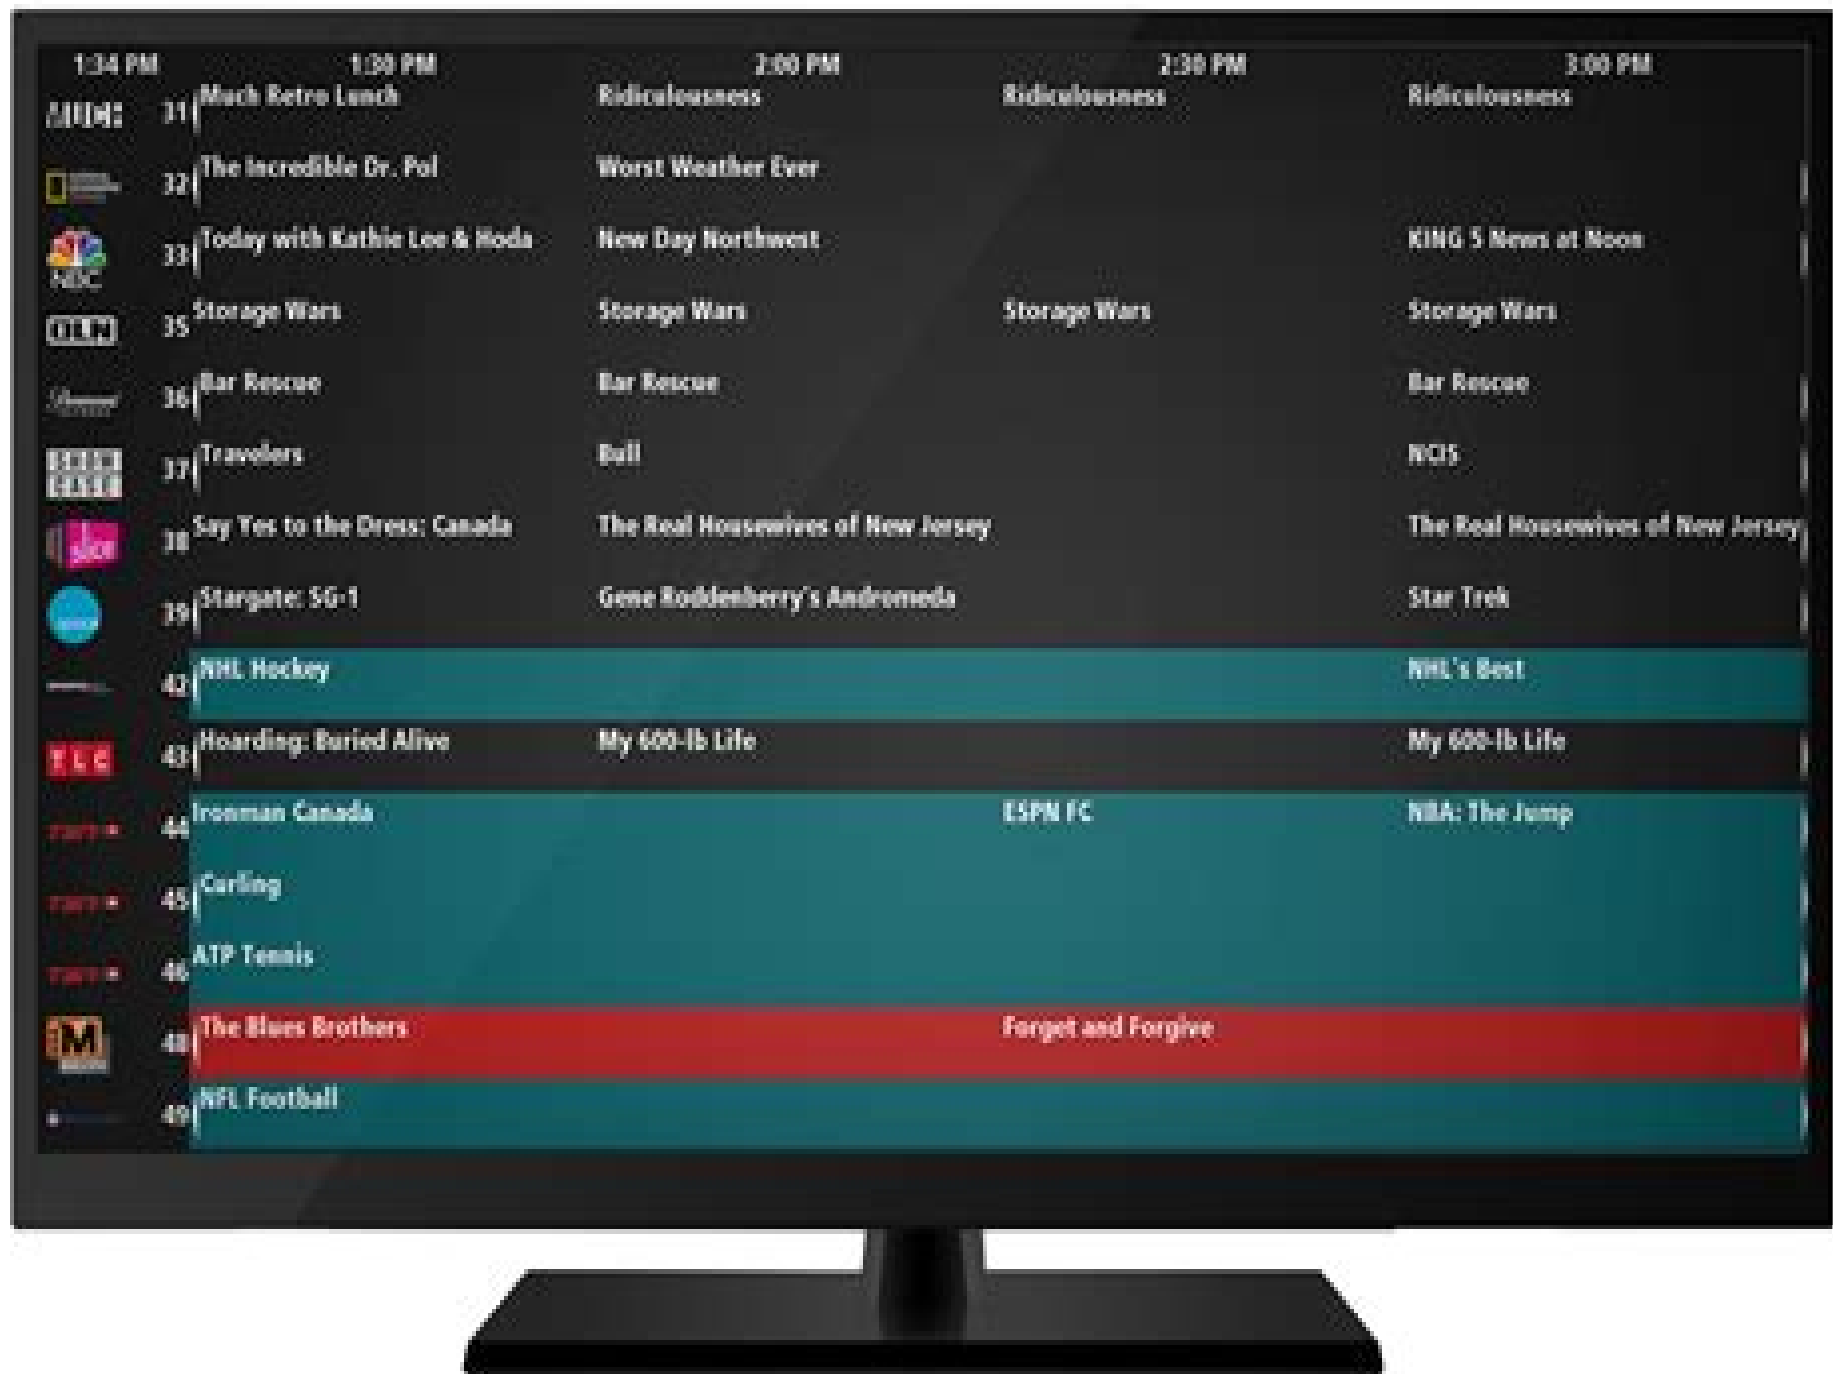 1:34 PM 1:30 PM 2:00 PM 2:30 PM 3:00 PM
31 Much Retro Lunch Ridiculousness Ridiculousness Ridiculousness
32 The Incredible Dr. Pol Worst Weather Ever
33 Today with Kathie Lee & Hoda New Day Northwest KING 5 News at Noon
NBC
OLN 35 Storage Wars Storage Wars Storage Wars Storage Wars
36 Bar Rescue Bar Rescue Bar Rescue
SHOW CASE 37 Travelers Bull NCIS
slice 38 Say Yes to the Dress: Canada The Real Housewives of New Jersey The Real Housewives of New Jersey
39 Stargate: SG-1 Gene Roddenberry's Andromeda Star Trek
42 NHL Hockey NHL's Best
TLC 43 Hoarding: Buried Alive My 600-lb Life My 600-lb Life
44 Ironman Canada ESPN FC NBA: The Jump
45 Curling
46 ATP Tennis
M 48 The Blues Brothers Forget and Forgive
49 NFL Football